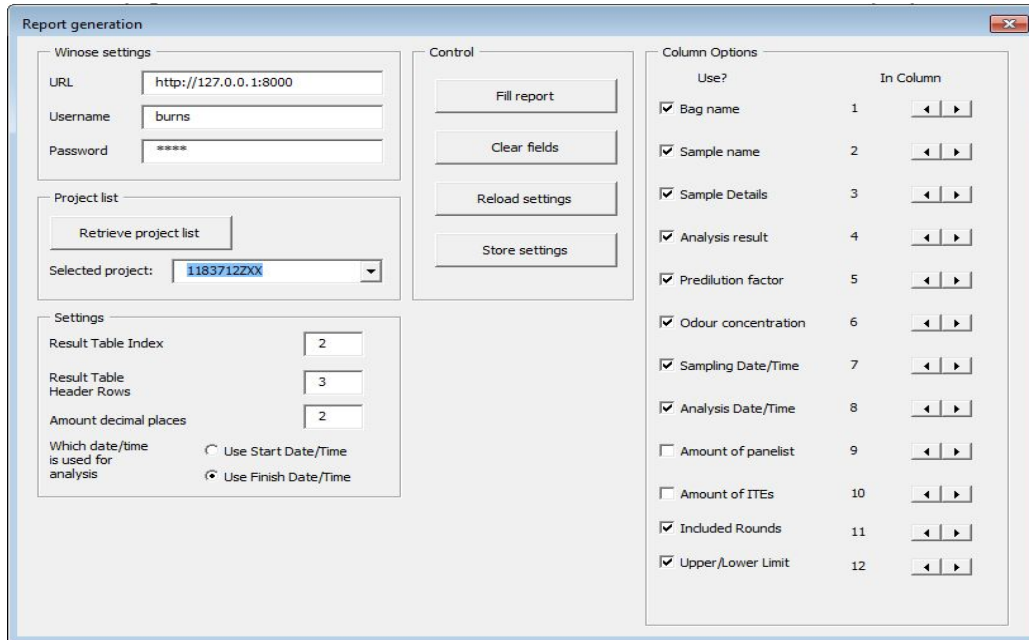 Report generation
Winose settings
URL http://127.0.0.1:8000
Username burns
Password ****
Project list
Retrieve project list
Selected project: 1183712ZXX
Settings
Result Table Index 2
Result Table
Header Rows 3
Amount decimal places 2
Which date/time
is used for
analysis
Use Start Date/Time
Use Finish Date/Time
Control
Fill report
Clear fields
Reload settings
Store settings
Column Options
Use? In Column
Bag name 1
Sample name 2
Sample Details 3
Analysis result 4
Predilution factor 5
Odour concentration 6
Sampling Date/Time 7
Analysis Date/Time 8
Amount of panelist 9
Amount of ITEs 10
Included Rounds 11
Upper/Lower Limit 12